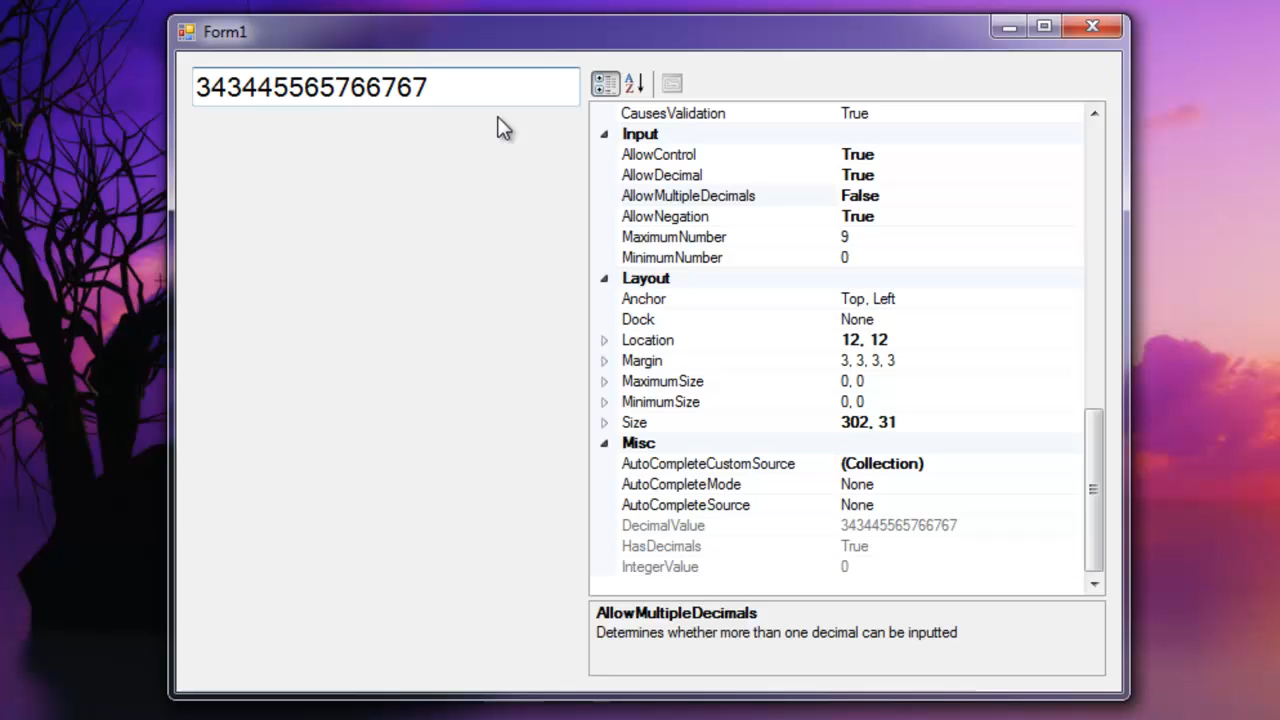 Form1
343445565766767
CausesValidation True
Input
AllowControl True
AllowDecimal True
AllowMultipleDecimals False
AllowNegation True
MaximumNumber 9
MinimumNumber 0
Layout
Anchor Top, Left
Dock None
Location 12, 12
Margin 3, 3, 3, 3
MaximumSize 0, 0
MinimumSize 0, 0
Size 302, 31
Misc
AutoCompleteCustomSource (Collection)
AutoCompleteMode None
AutoCompleteSource None
DecimalValue 343445565766767
HasDecimals True
IntegerValue 0
AllowMultipleDecimals
Determines whether more than one decimal can be inputted